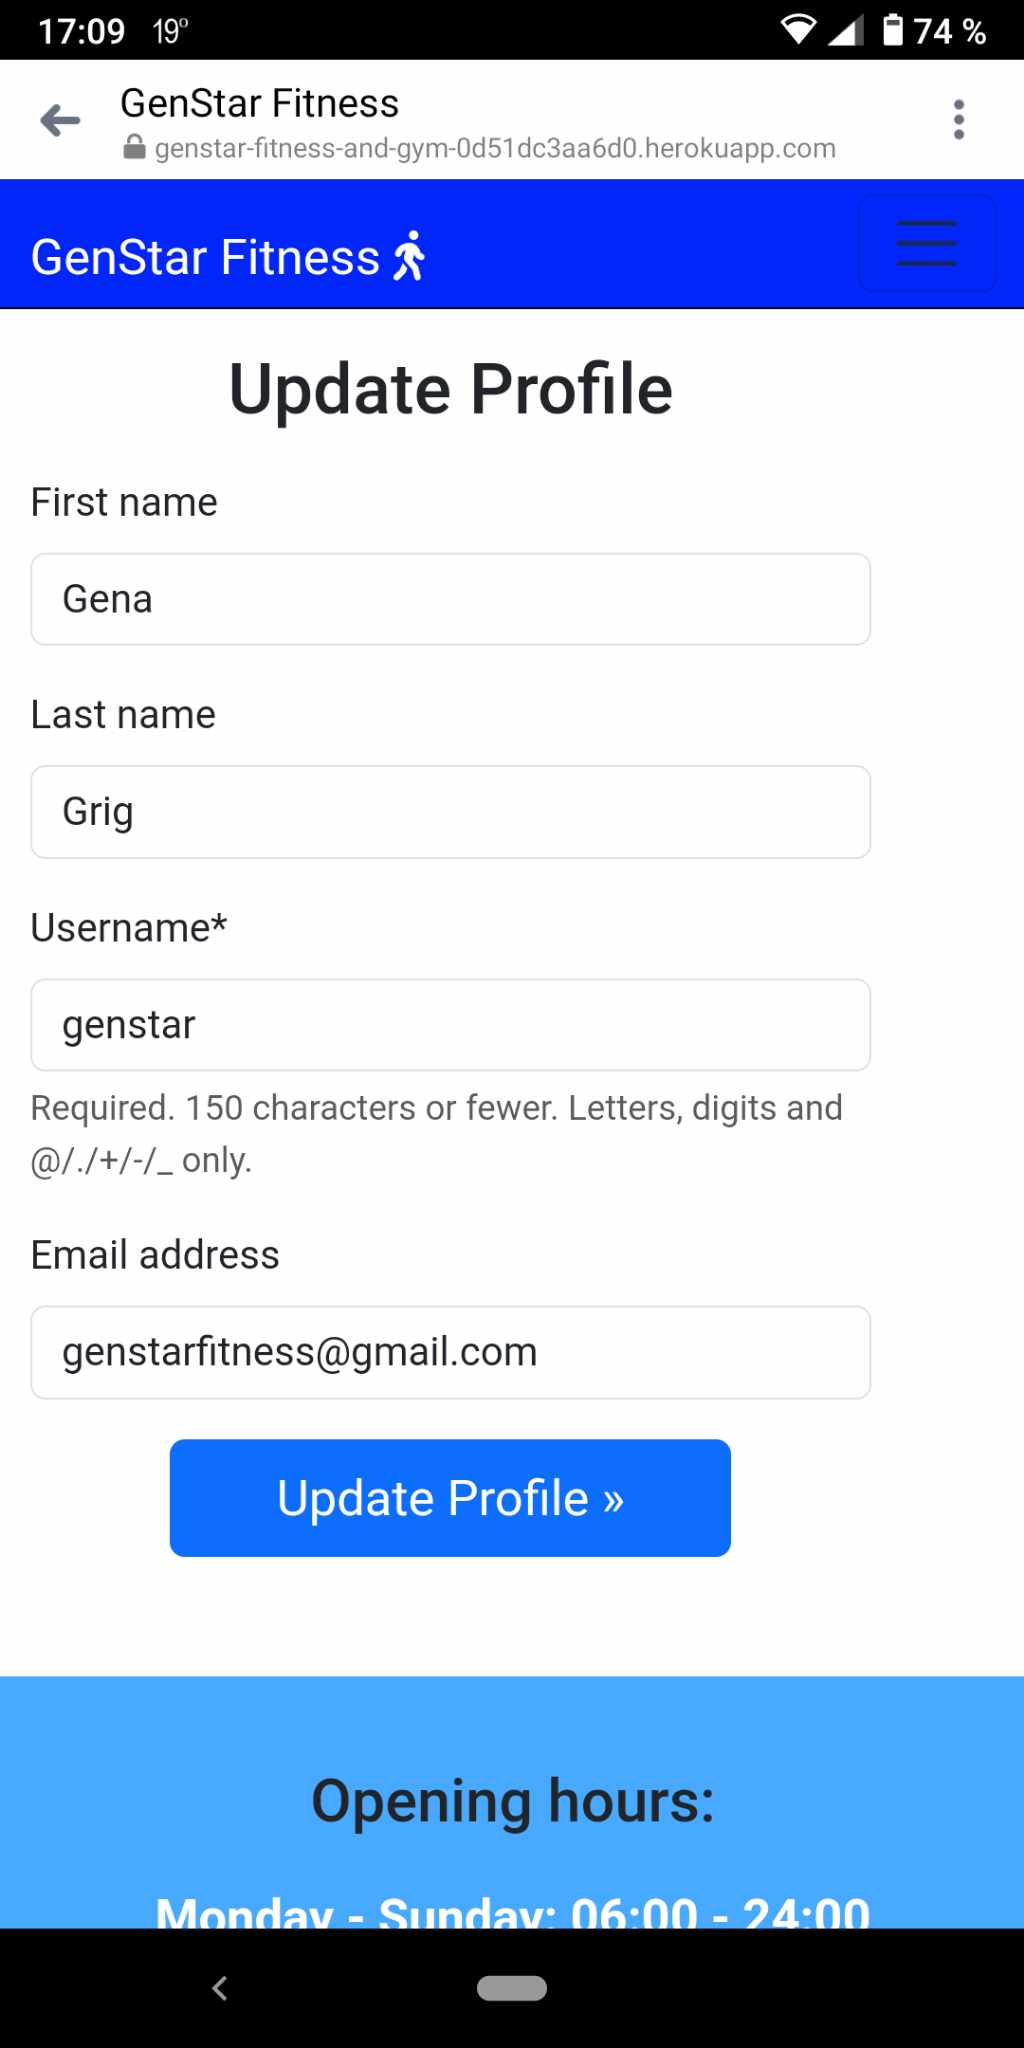 17:09 19° 74 %
GenStar Fitness
genstar-fitness-and-gym-0d51dc3aa6d0.herokuapp.com
GenStar Fitness
Update Profile
First name
Gena
Last name
Grig
Username*
genstar
Required. 150 characters or fewer. Letters, digits and
@/./+/-/_ only.
Email address
genstarfitness@gmail.com
Update Profile »
Opening hours:
Monday - Sunday: 06:00 - 24:00